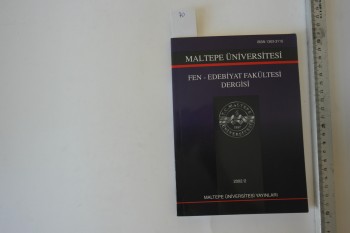 MALTEPE ÜNİVERSİTESİ
FEN - EDEBİYAT FAKÜLTESİ
DERGİSİ
MALTEPE ÜNİVERSİTESİ YAYINLARI